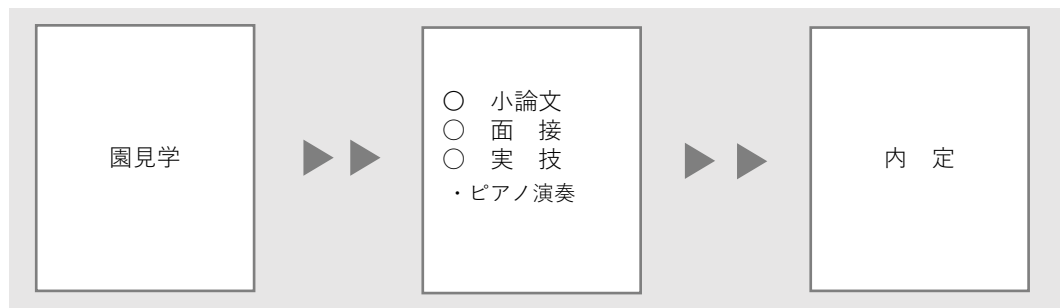 園見学
○　小論文
○　面　接
○　実　技
・ピアノ演奏
内　定